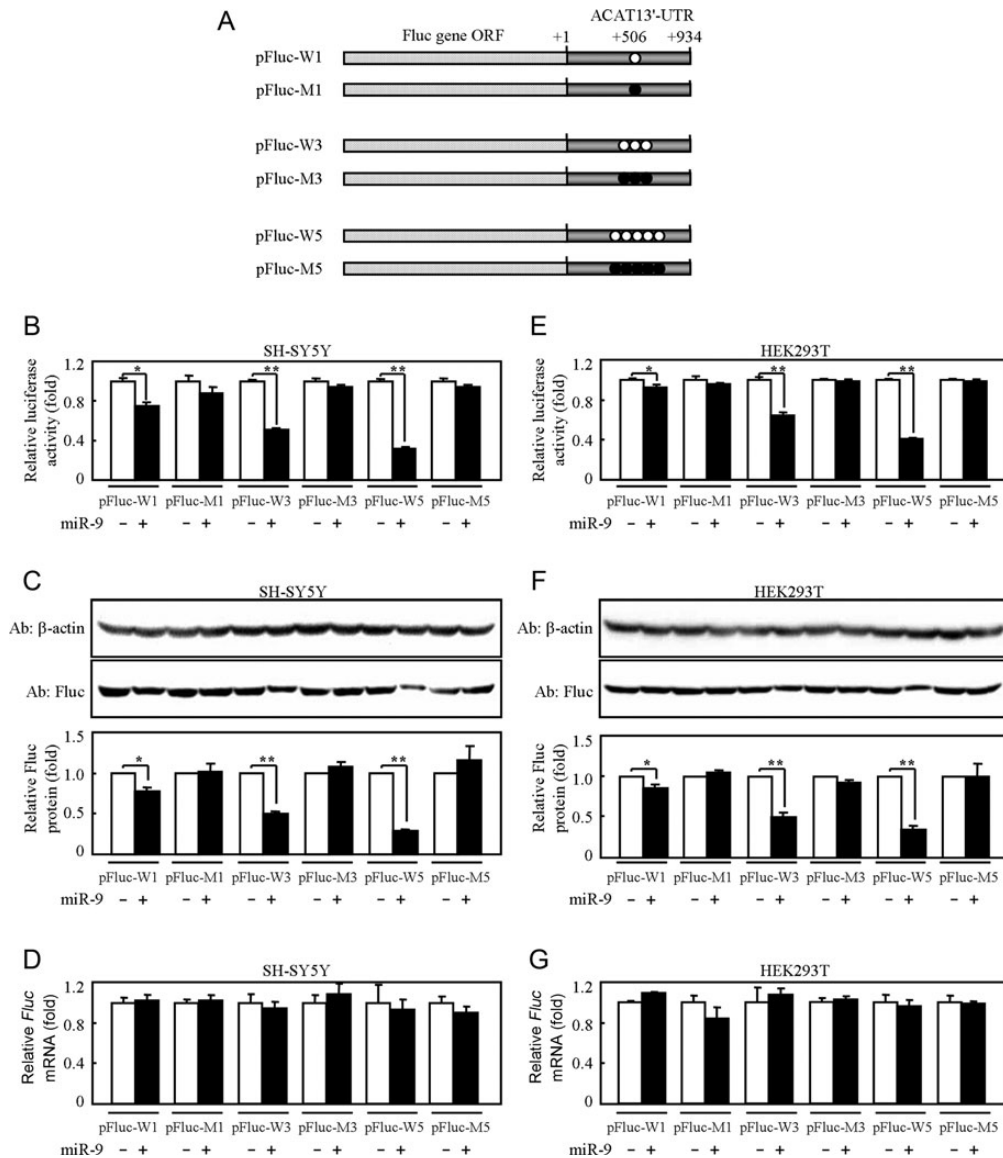 A
ACAT13'-UTR
Fluc gene ORF +1 +506 +934
pFluc-W1
pFluc-M1
pFluc-W3
pFluc-M3
pFluc-W5
pFluc-M5
B
SH-SY5Y
Relative luciferase
activity (fold)
1.2
0.8
0.4
0
* ** **
pFluc-W1 pFluc-M1 pFluc-W3 pFluc-M3 pFluc-W5 pFluc-M5
miR-9 − + − + − + − + − + − +
E
HEK293T
Relative luciferase
activity (fold)
1.2
0.8
0.4
0
* ** **
pFluc-W1 pFluc-M1 pFluc-W3 pFluc-M3 pFluc-W5 pFluc-M5
miR-9 − + − + − + − + − + − +
C
SH-SY5Y
Ab: β-actin
Ab: Fluc
Relative Fluc
protein (fold)
1.5
1.0
0.5
0
* ** **
pFluc-W1 pFluc-M1 pFluc-W3 pFluc-M3 pFluc-W5 pFluc-M5
miR-9 − + − + − + − + − + − +
F
HEK293T
Ab: β-actin
Ab: Fluc
Relative Fluc
protein (fold)
1.5
1.0
0.5
0
* ** **
pFluc-W1 pFluc-M1 pFluc-W3 pFluc-M3 pFluc-W5 pFluc-M5
miR-9 − + − + − + − + − + − +
D
SH-SY5Y
Relative Fluc
mRNA (fold)
1.2
0.8
0.4
0
pFluc-W1 pFluc-M1 pFluc-W3 pFluc-M3 pFluc-W5 pFluc-M5
miR-9 − + − + − + − + − + − +
G
HEK293T
Relative Fluc
mRNA (fold)
1.2
0.8
0.4
0
pFluc-W1 pFluc-M1 pFluc-W3 pFluc-M3 pFluc-W5 pFluc-M5
miR-9 − + − + − + − + − + − +